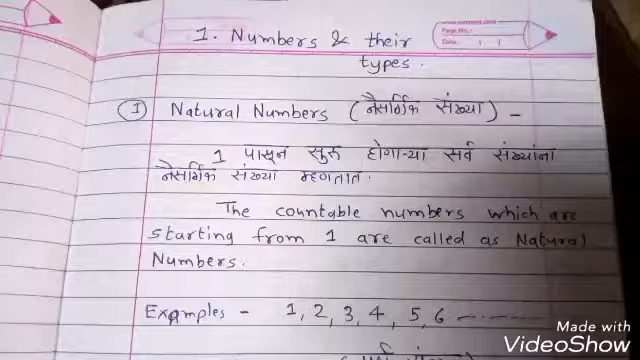 1. Numbers & their
types.
Page No.:
Date:
① Natural Numbers (नैसर्गिक संख्या) -
1 पासून सुरू होणाऱ्या सर्व संख्यांना
नैसर्गिक संख्या म्हणतात.
The countable numbers which are
starting from 1 are called as Natural
Numbers.
Examples - 1, 2, 3, 4, 5, 6 -----
Made with
VideoShow